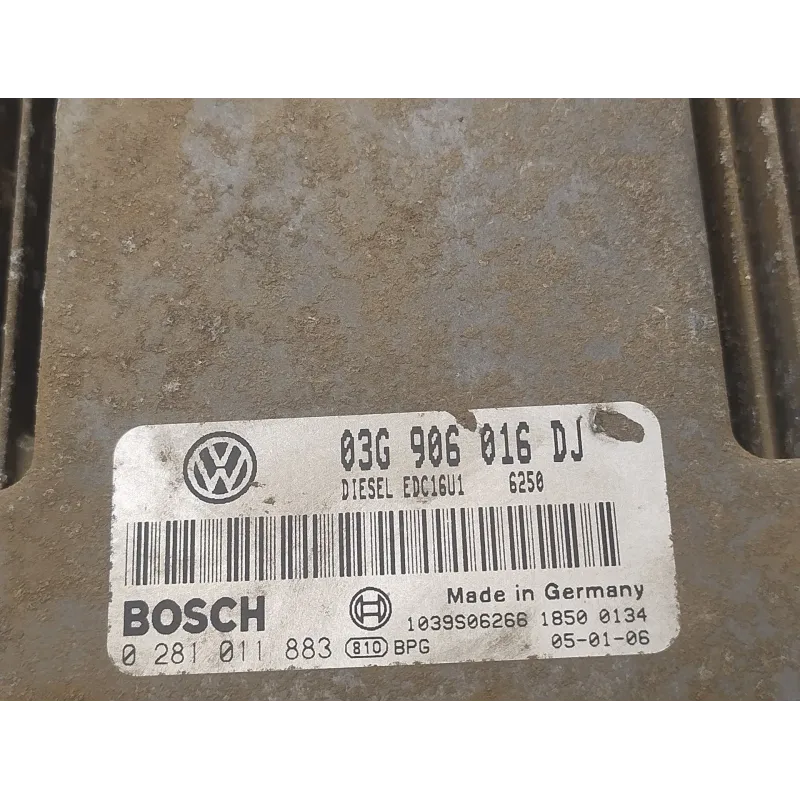 03G 906 016 DJ
DIESEL EDC16U1 6250
BOSCH
Made in Germany
1039S06266 1850 0134
0 281 011 883 810 BPG
05-01-06